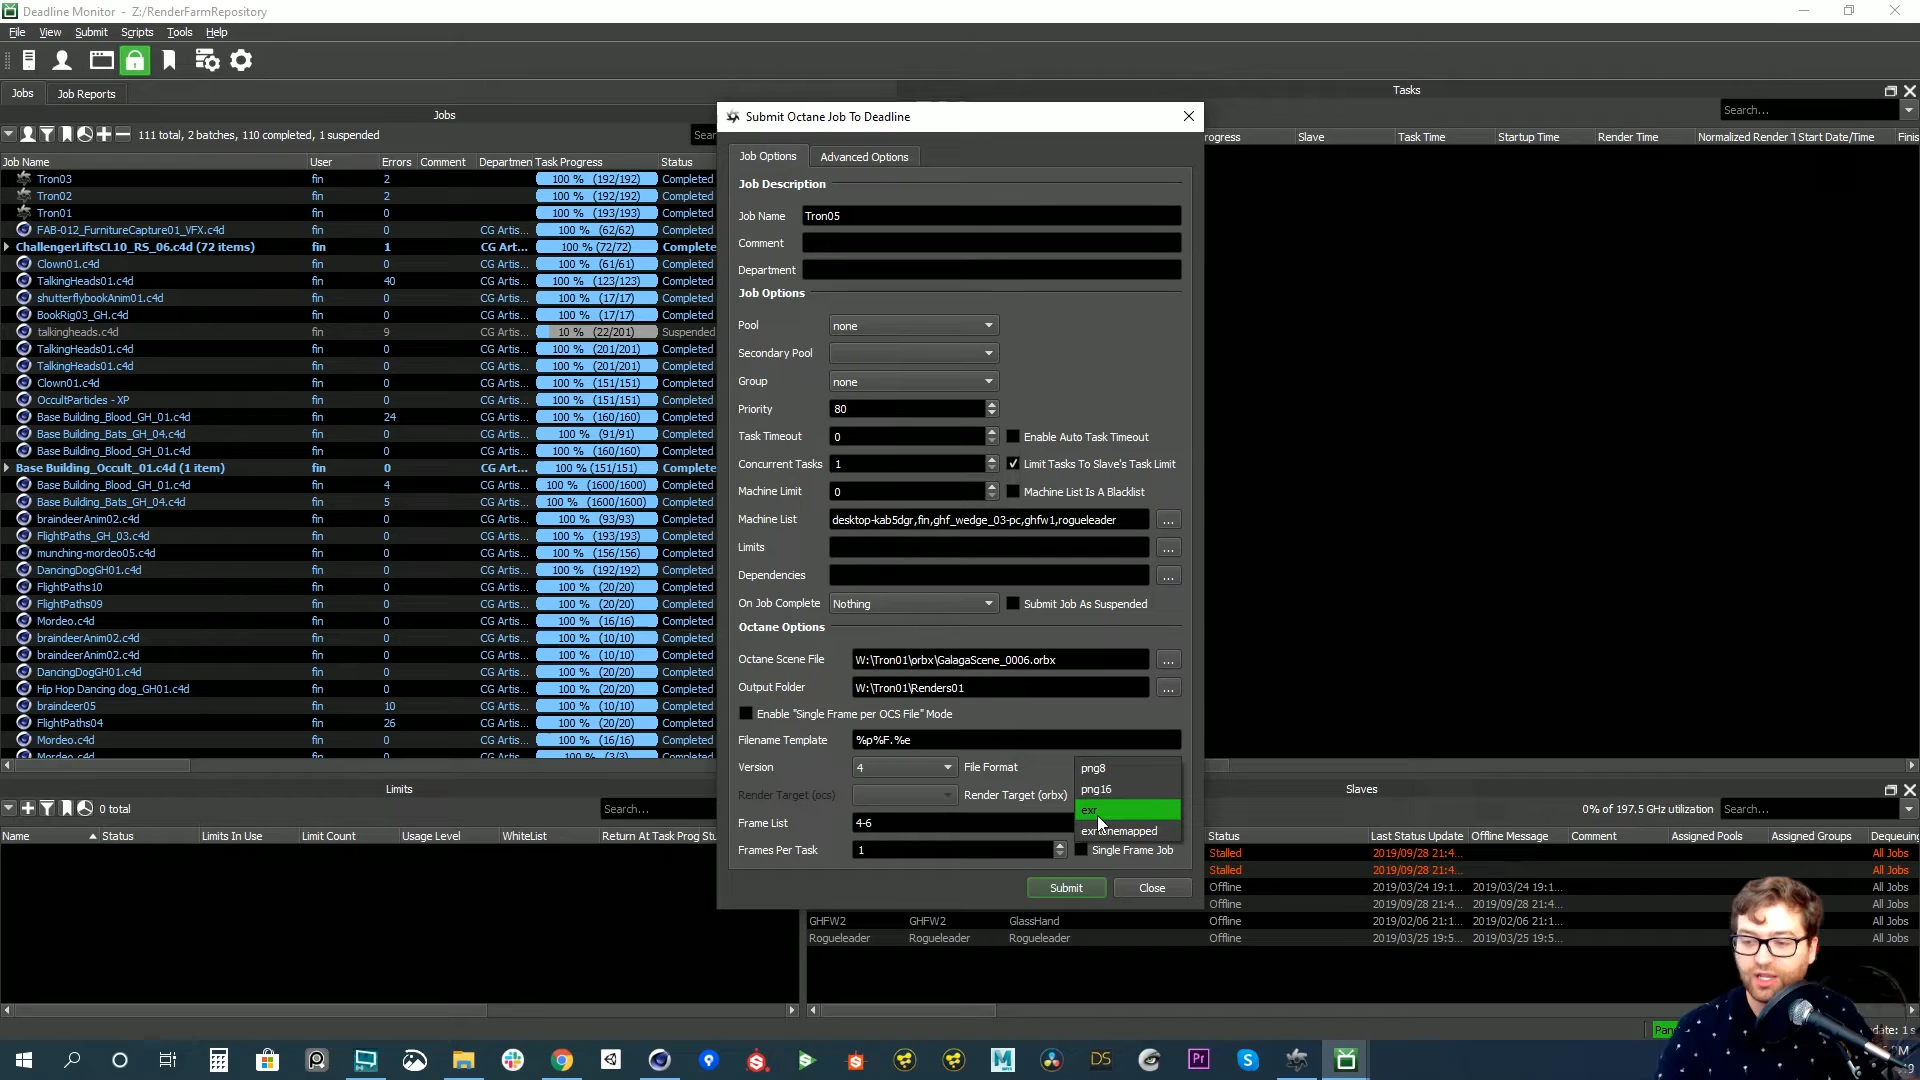 Deadline Monitor - Z:/RenderFarmRepository
File View Submit Scripts Tools Help
Jobs Job Reports
Jobs
111 total, 2 batches, 110 completed, 1 suspended
Job Name User Errors Comment Departmen Task Progress Status
Tron03 fin 2 100 % (192/192) Completed
Tron02 fin 2 100 % (192/192) Completed
Tron01 fin 0 100 % (193/193) Completed
FAB-012_FurnitureCapture01_VFX.c4d fin 0 CG Artis... 100 % (62/62) Completed
ChallengerLiftsCL10_RS_06.c4d (72 items) fin 1 CG Art... 100 % (72/72) Complete
Clown01.c4d fin 0 CG Artis... 100 % (61/61) Completed
TalkingHeads01.c4d fin 40 CG Artis... 100 % (123/123) Completed
shutterflybookAnim01.c4d fin 0 CG Artis... 100 % (17/17) Completed
BookRig03_GH.c4d fin 0 CG Artis... 100 % (17/17) Completed
talkingheads.c4d fin 9 CG Artis... 10 % (22/201) Suspended
TalkingHeads01.c4d fin 0 CG Artis... 100 % (201/201) Completed
TalkingHeads01.c4d fin 0 CG Artis... 100 % (201/201) Completed
Clown01.c4d fin 0 CG Artis... 100 % (151/151) Completed
OccultParticles - XP fin 0 CG Artis... 100 % (151/151) Completed
Base Building_Blood_GH_01.c4d fin 24 CG Artis... 100 % (160/160) Completed
Base Building_Bats_GH_04.c4d fin 0 CG Artis... 100 % (91/91) Completed
Base Building_Blood_GH_01.c4d fin 0 CG Artis... 100 % (160/160) Completed
Base Building_Occult_01.c4d (1 item) fin 0 CG Art... 100 % (151/151) Complete
Base Building_Blood_GH_01.c4d fin 4 CG Artis... 100 % (1600/1600) Completed
Base Building_Bats_GH_04.c4d fin 5 CG Artis... 100 % (1600/1600) Completed
braindeerAnim02.c4d fin 0 CG Artis... 100 % (93/93) Completed
FlightPaths_GH_03.c4d fin 0 CG Artis... 100 % (193/193) Completed
munching-mordeo05.c4d fin 0 CG Artis... 100 % (156/156) Completed
DancingDogGH01.c4d fin 0 CG Artis... 100 % (192/192) Completed
FlightPaths10 fin 0 CG Artis... 100 % (20/20) Completed
FlightPaths09 fin 0 CG Artis... 100 % (20/20) Completed
Mordeo.c4d fin 0 CG Artis... 100 % (16/16) Completed
braindeerAnim02.c4d fin 0 CG Artis... 100 % (10/10) Completed
braindeerAnim02.c4d fin 0 CG Artis... 100 % (10/10) Completed
DancingDogGH01.c4d fin 0 CG Artis... 100 % (20/20) Completed
Hip Hop Dancing dog_GH01.c4d fin 0 CG Artis... 100 % (20/20) Completed
braindeer05 fin 10 CG Artis... 100 % (10/10) Completed
FlightPaths04 fin 26 CG Artis... 100 % (20/20) Completed
Mordeo.c4d fin 0 CG Artis... 100 % (16/16) Completed
Mordeo.c4d fin 0 CG Artis... 100 % (3/3) Completed
Limits
0 total
Search...
Name Status Limits In Use Limit Count Usage Level WhiteList Return At Task Prog Stu
Submit Octane Job To Deadline
Job Options Advanced Options
Job Description
Job Name Tron05
Comment
Department
Job Options
Pool none
Secondary Pool
Group none
Priority 80
Task Timeout 0 Enable Auto Task Timeout
Concurrent Tasks 1 Limit Tasks To Slave's Task Limit
Machine Limit 0 Machine List Is A Blacklist
Machine List desktop-kab5dgr,fin,ghf_wedge_03-pc,ghfw1,rogueleader ...
Limits ...
Dependencies ...
On Job Complete Nothing Submit Job As Suspended
Octane Options
Octane Scene File W:\Tron01\orbx\GalagaScene_0006.orbx ...
Output Folder W:\Tron01\Renders01 ...
Enable "Single Frame per OCS File" Mode
Filename Template %p%F.%e
Version 4 File Format
png8
png16
exr
Render Target (ocs) Render Target (orbx)
Frame List 4-6
Frames Per Task 1 Single Frame Job
Submit Close
Tasks
Search...
rogress Slave Task Time Startup Time Render Time Normalized Render T Start Date/Time Finis
Slaves
0% of 197.5 GHz utilization Search...
Status Last Status Update Offline Message Comment Assigned Pools Assigned Groups Dequeuing
Stalled 2019/09/28 21:4... All Jobs
Stalled 2019/09/28 21:4... All Jobs
Offline 2019/03/24 19:1... 2019/03/24 19:1... All Jobs
Offline 2019/09/28 21:4... 2019/09/28 21:4... All Jobs
GHFW2 GHFW2 GlassHand Offline 2019/02/06 21:1... 2019/02/06 21:1... All Jobs
Rogueleader Rogueleader Rogueleader Offline 2019/03/25 19:5... 2019/03/25 19:5... All Jobs
DS
Pr